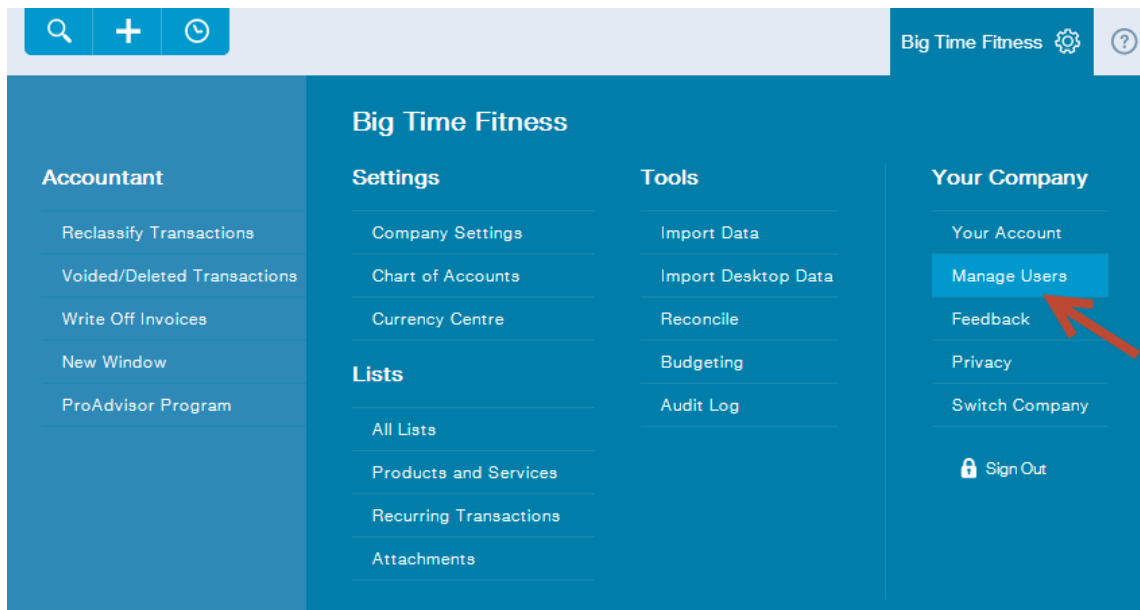 Big Time Fitness
?
Big Time Fitness
Accountant
Reclassify Transactions
Voided/Deleted Transactions
Write Off Invoices
New Window
ProAdvisor Program
Settings
Company Settings
Chart of Accounts
Currency Centre
Lists
All Lists
Products and Services
Recurring Transactions
Attachments
Tools
Import Data
Import Desktop Data
Reconcile
Budgeting
Audit Log
Your Company
Your Account
Manage Users
Feedback
Privacy
Switch Company
Sign Out